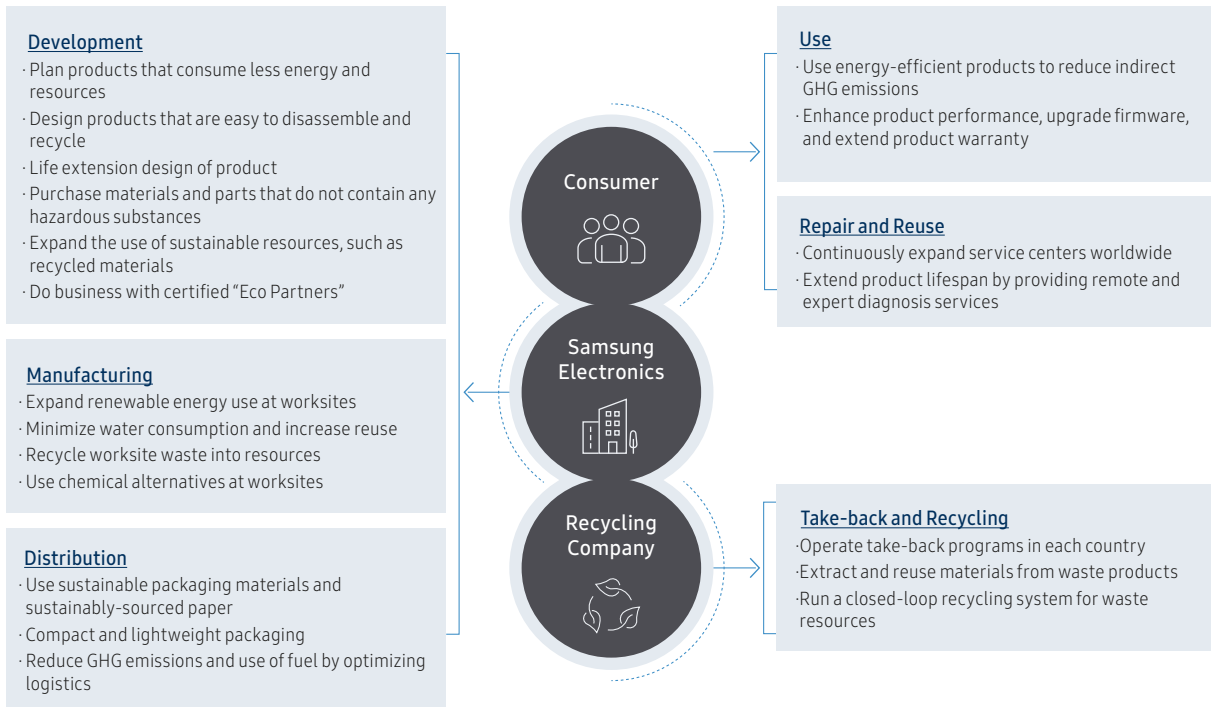 Development
· Plan products that consume less energy and
resources
· Design products that are easy to disassemble and
recycle
· Life extension design of product
· Purchase materials and parts that do not contain any
hazardous substances
· Expand the use of sustainable resources, such as
recycled materials
· Do business with certified “Eco Partners”
Manufacturing
· Expand renewable energy use at worksites
· Minimize water consumption and increase reuse
· Recycle worksite waste into resources
· Use chemical alternatives at worksites
Distribution
· Use sustainable packaging materials and
sustainably-sourced paper
· Compact and lightweight packaging
· Reduce GHG emissions and use of fuel by optimizing
logistics
Consumer
Samsung
Electronics
Recycling
Company
Use
· Use energy-efficient products to reduce indirect
GHG emissions
· Enhance product performance, upgrade firmware,
and extend product warranty
Repair and Reuse
· Continuously expand service centers worldwide
· Extend product lifespan by providing remote and
expert diagnosis services
Take-back and Recycling
·Operate take-back programs in each country
·Extract and reuse materials from waste products
·Run a closed-loop recycling system for waste
resources